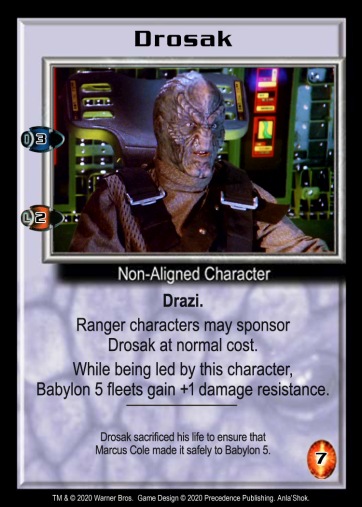 Drosak
I 3
L 2
Non-Aligned Character
Drazi.
Ranger characters may sponsor
Drosak at normal cost.
While being led by this character,
Babylon 5 fleets gain +1 damage resistance.
Drosak sacrificed his life to ensure that
Marcus Cole made it safely to Babylon 5.
7
TM & © 2020 Warner Bros. Game Design © 2020 Precedence Publishing. Anla'Shok.